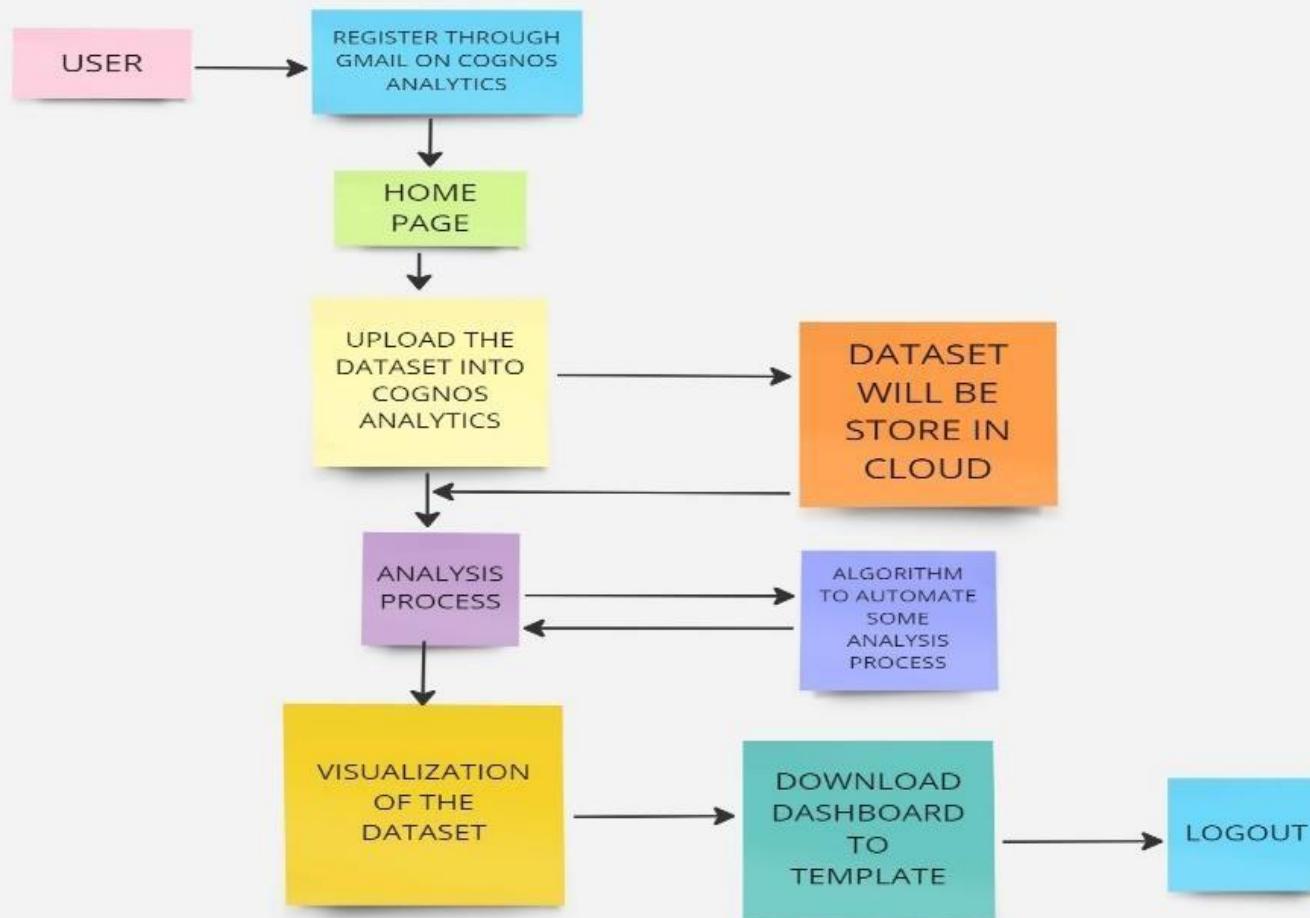 USER
REGISTER THROUGH
GMAIL ON COGNOS
ANALYTICS
HOME
PAGE
UPLOAD THE
DATASET INTO
COGNOS
ANALYTICS
DATASET
WILL BE
STORE IN
CLOUD
ANALYSIS
PROCESS
ALGORITHM
TO AUTOMATE
SOME
ANALYSIS
PROCESS
VISUALIZATION
OF THE
DATASET
DOWNLOAD
DASHBOARD
TO
TEMPLATE
LOGOUT